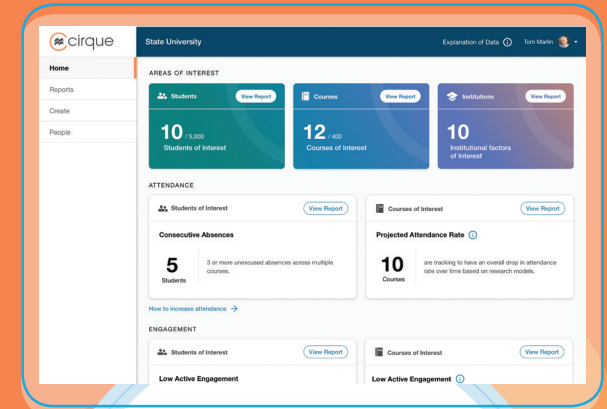 cirque
State University
Explanation of Data
Tom Martin
Home
Reports
Create
People
AREAS OF INTEREST
Students
View Report
10 / 5,000
Students of Interest
Courses
View Report
12 / 400
Courses of Interest
Institutions
View Report
10
Institutional factors
of Interest
ATTENDANCE
Students of Interest
View Report
Consecutive Absences
5
Students
3 or more unexcused absences across multiple
courses.
Courses of Interest
View Report
Projected Attendance Rate
10
Courses
are tracking to have an overall drop in attendance
rate over time based on research models.
How to increase attendance
ENGAGEMENT
Students of Interest
View Report
Low Active Engagement
Courses of Interest
View Report
Low Active Engagement